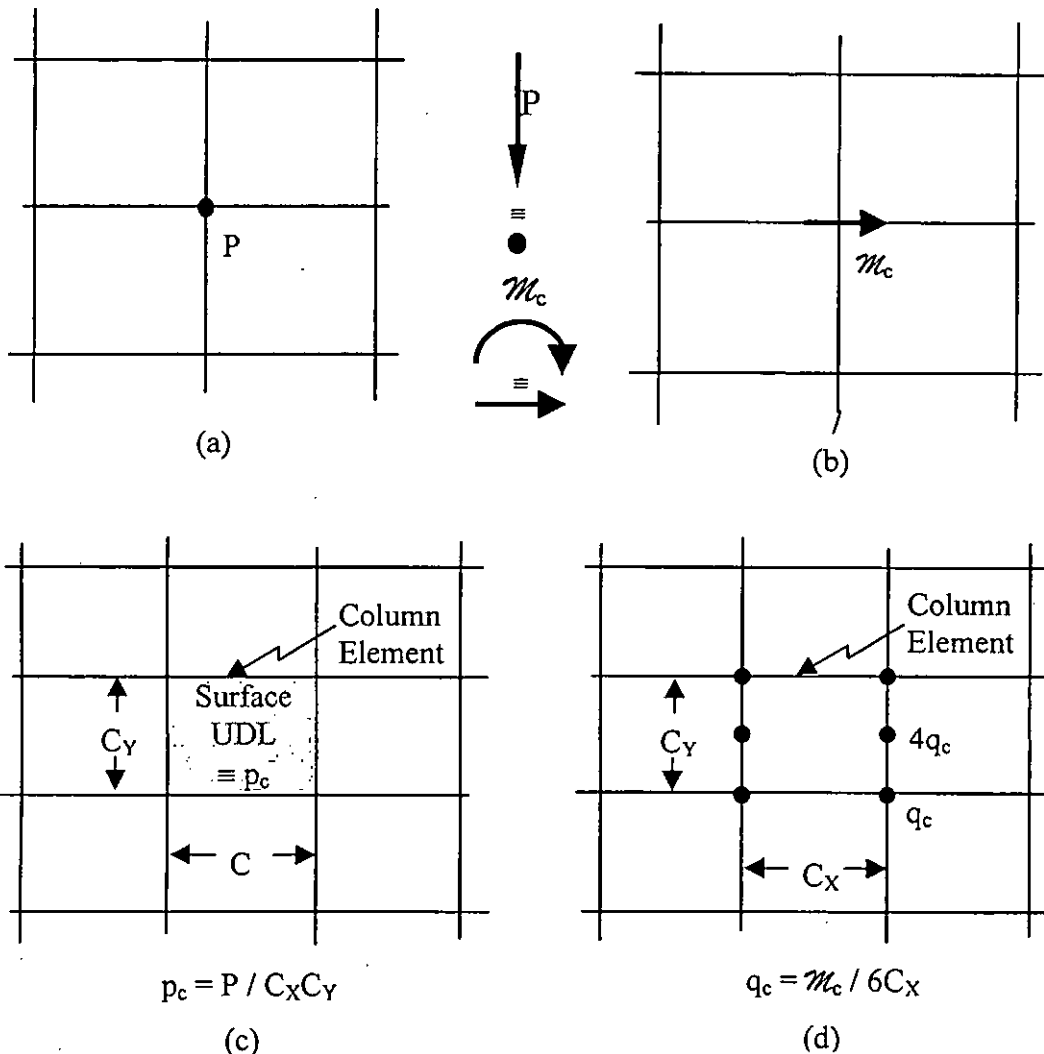 P
(a)
P
≡
ℳc
≡
ℳc
(b)
Column
Element
Surface
UDL
≡ pc
CY
C
pc = P / CXCY
(c)
Column
Element
CY
4qc
qc
CX
qc = ℳc / 6CX
(d)